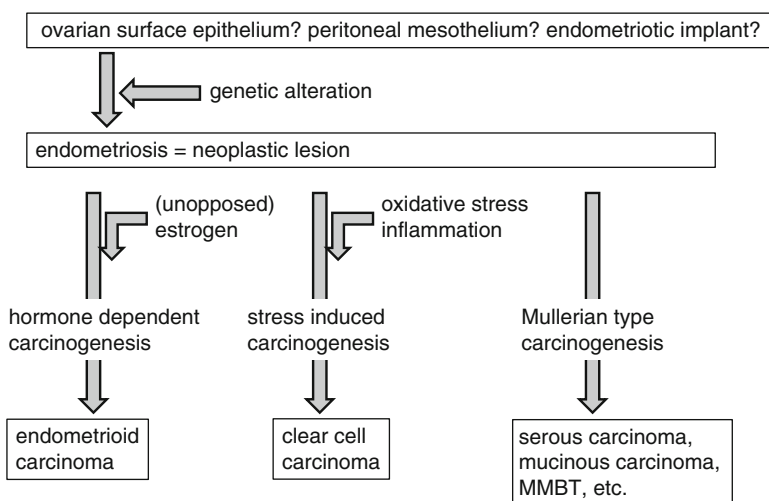 ovarian surface epithelium? peritoneal mesothelium? endometriotic implant?
genetic alteration
endometriosis = neoplastic lesion
(unopposed)
estrogen
oxidative stress
inflammation
hormone dependent
carcinogenesis
stress induced
carcinogenesis
Mullerian type
carcinogenesis
endometrioid
carcinoma
clear cell
carcinoma
serous carcinoma,
mucinous carcinoma,
MMBT, etc.